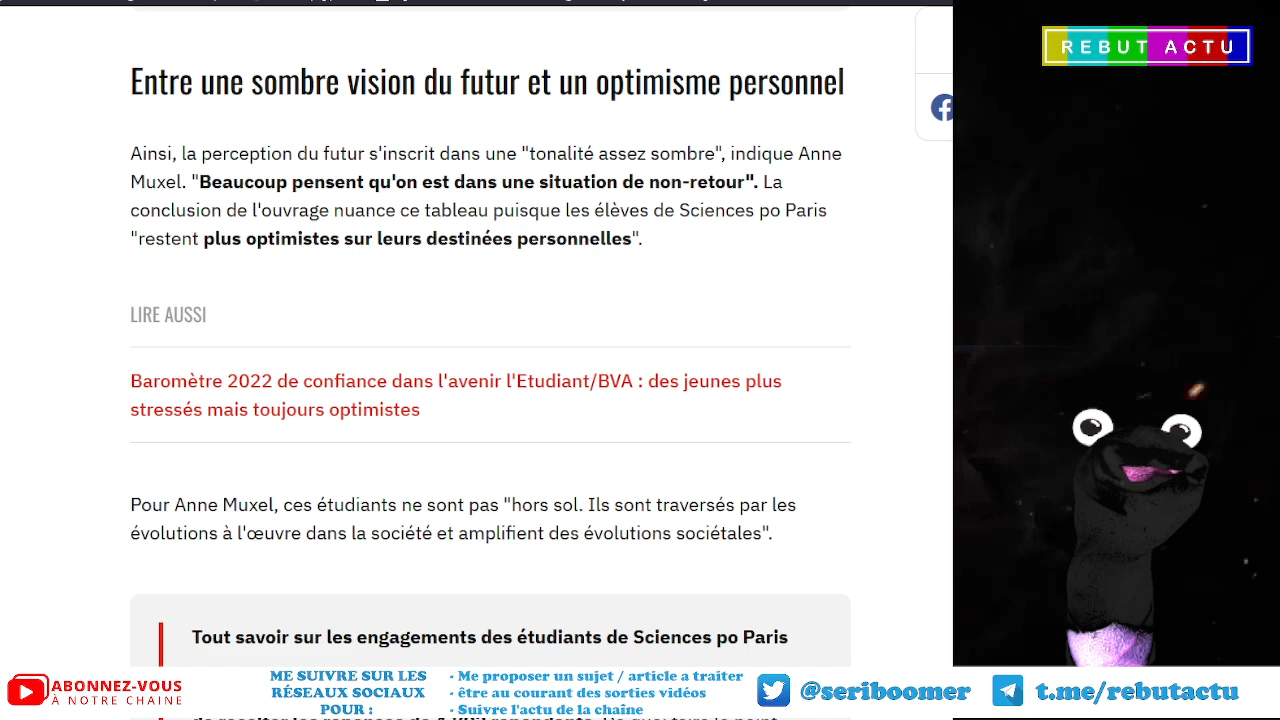 REBUT ACTU
Entre une sombre vision du futur et un optimisme personnel
Ainsi, la perception du futur s'inscrit dans une "tonalité assez sombre", indique Anne
Muxel. "Beaucoup pensent qu'on est dans une situation de non-retour". La
conclusion de l'ouvrage nuance ce tableau puisque les élèves de Sciences po Paris
"restent plus optimistes sur leurs destinées personnelles".
LIRE AUSSI
Baromètre 2022 de confiance dans l'avenir l'Etudiant/BVA : des jeunes plus
stressés mais toujours optimistes
Pour Anne Muxel, ces étudiants ne sont pas "hors sol. Ils sont traversés par les
évolutions à l'œuvre dans la société et amplifient des évolutions sociétales".
Tout savoir sur les engagements des étudiants de Sciences po Paris
ABONNEZ-VOUS
À NOTRE CHAINE
ME SUIVRE SUR LES
RÉSEAUX SOCIAUX
POUR :
- Me proposer un sujet / article a traiter
- être au courant des sorties vidéos
- Suivre l'actu de la chaîne
@seriboomer
t.me/rebutactu